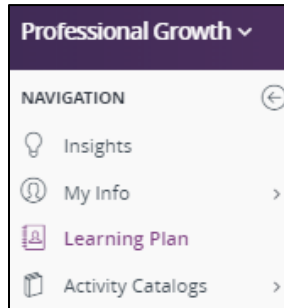 Professional Growth
NAVIGATION
Insights
My Info
Learning Plan
Activity Catalogs